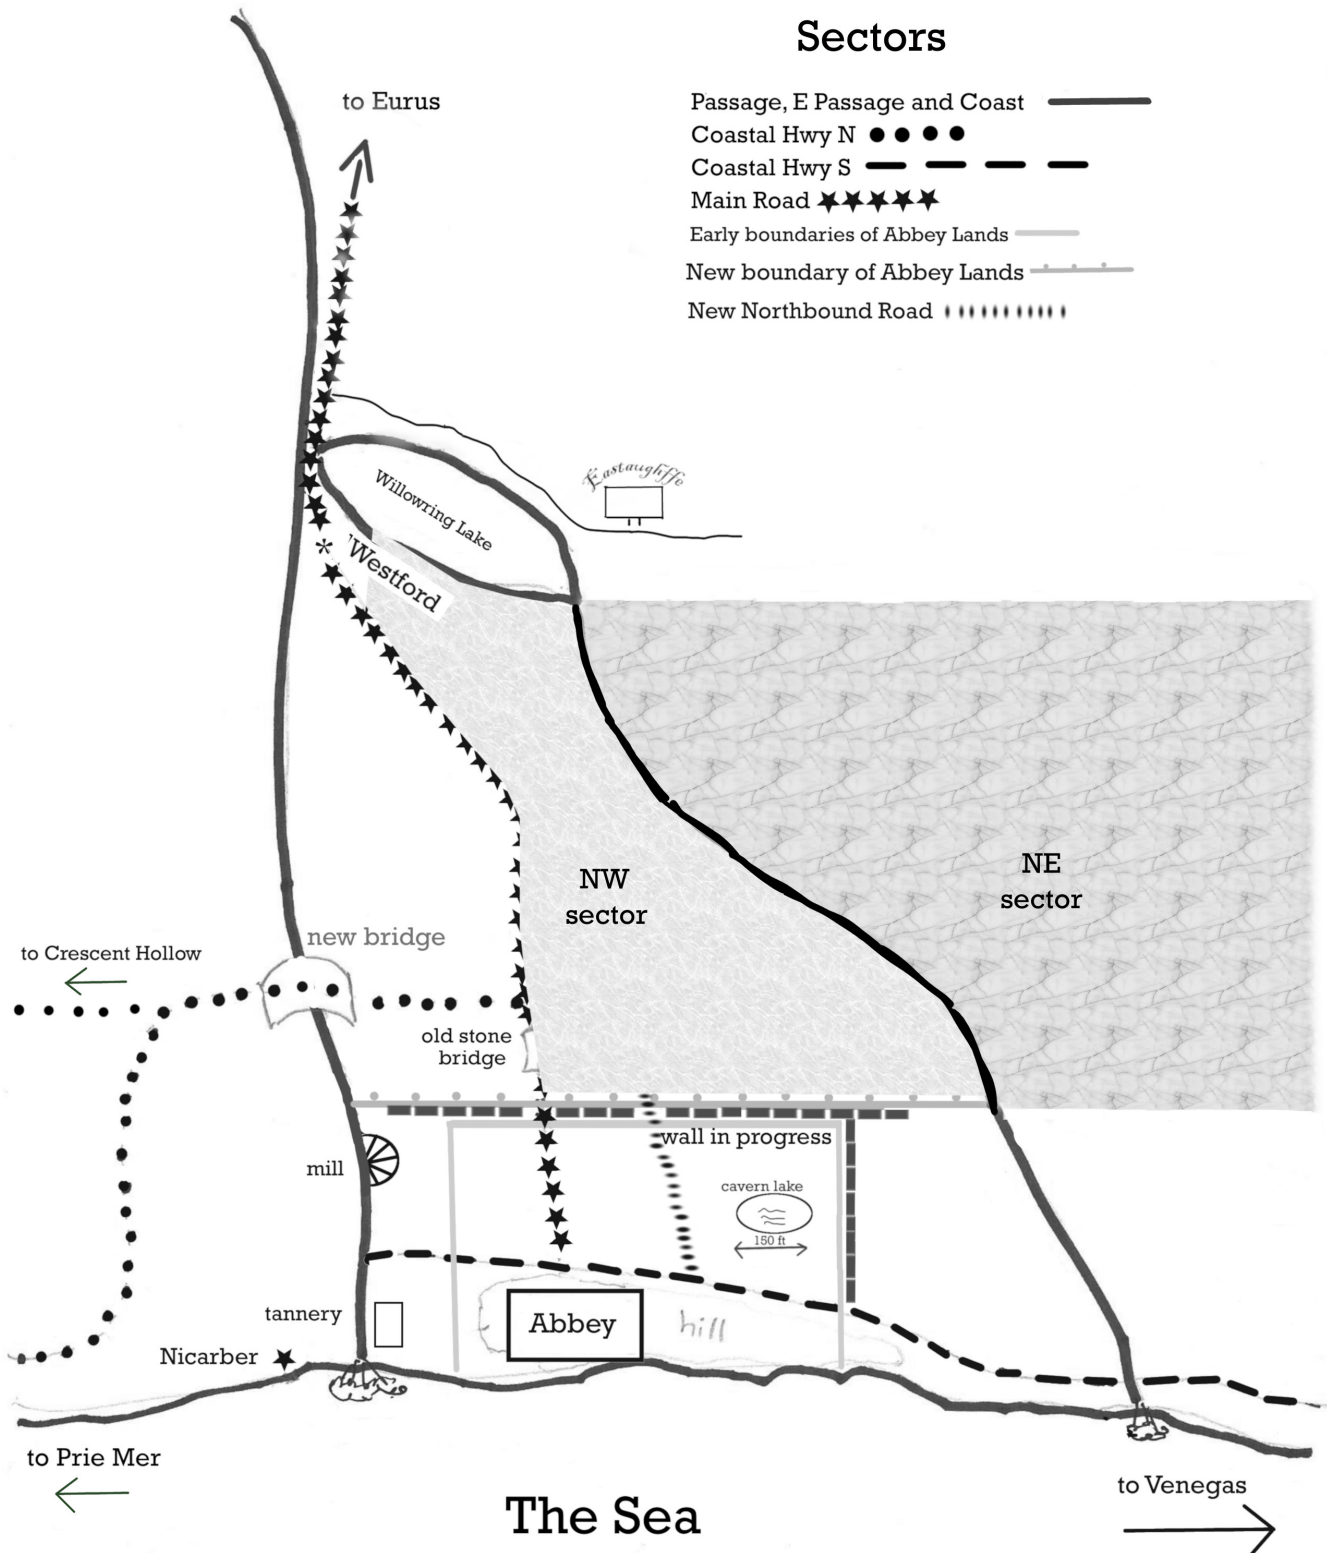 Sectors
to Eurus
Passage, E Passage and Coast
Coastal Hwy N
Coastal Hwy S
Main Road
Early boundaries of Abbey Lands
New boundary of Abbey Lands
New Northbound Road
Eastaughffe
Willowring Lake
Westford
NW
sector
NE
sector
new bridge
to Crescent Hollow
old stone
bridge
wall in progress
mill
cavern lake
150 ft
tannery
Abbey
hill
Nicarber
to Prie Mer
to Venegas
The Sea